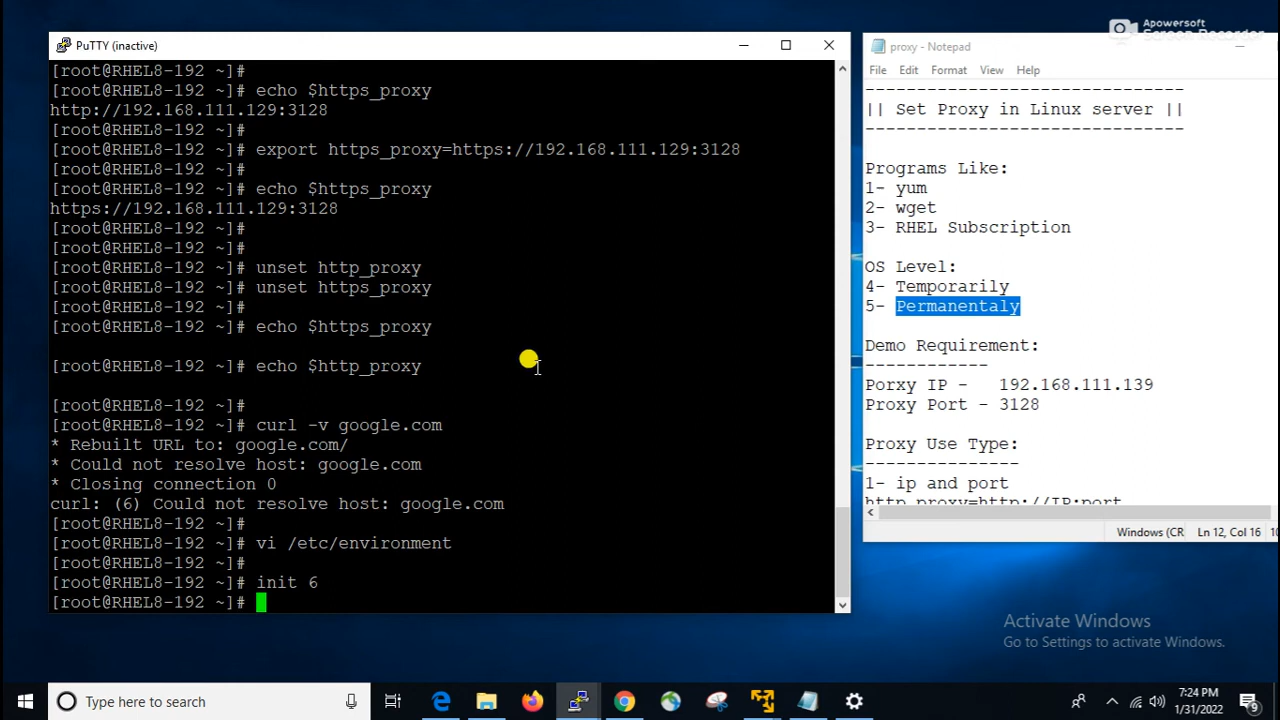 Apowersoft
Screen Recorder
PuTTY (inactive)
[root@RHEL8-192 ~]#
[root@RHEL8-192 ~]# echo $https_proxy
http://192.168.111.129:3128
[root@RHEL8-192 ~]#
[root@RHEL8-192 ~]# export https_proxy=https://192.168.111.129:3128
[root@RHEL8-192 ~]#
[root@RHEL8-192 ~]# echo $https_proxy
https://192.168.111.129:3128
[root@RHEL8-192 ~]#
[root@RHEL8-192 ~]#
[root@RHEL8-192 ~]# unset http_proxy
[root@RHEL8-192 ~]# unset https_proxy
[root@RHEL8-192 ~]#
[root@RHEL8-192 ~]# echo $https_proxy
[root@RHEL8-192 ~]# echo $http_proxy
[root@RHEL8-192 ~]#
[root@RHEL8-192 ~]# curl -v google.com
* Rebuilt URL to: google.com/
* Could not resolve host: google.com
* Closing connection 0
curl: (6) Could not resolve host: google.com
[root@RHEL8-192 ~]#
[root@RHEL8-192 ~]# vi /etc/environment
[root@RHEL8-192 ~]#
[root@RHEL8-192 ~]# init 6
[root@RHEL8-192 ~]#
proxy - Notepad
File Edit Format View Help
-------------------------------
|| Set Proxy in Linux server ||
-------------------------------
Programs Like:
1- yum
2- wget
3- RHEL Subscription
OS Level:
4- Temporarily
5- Permanentaly
Demo Requirement:
------------
Porxy IP - 192.168.111.139
Proxy Port - 3128
Proxy Use Type:
---------------
1- ip and port
http_proxy=http://IP:port
Windows (CR
Ln 12, Col 16
10
Activate Windows
Go to Settings to activate Windows.
Type here to search
7:24 PM
1/31/2022
9